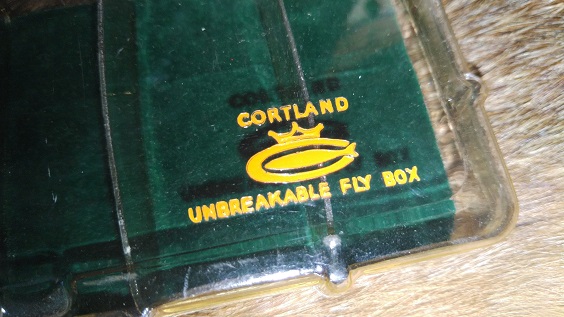 CORTLAND
UNBREAKABLE FLY BOX